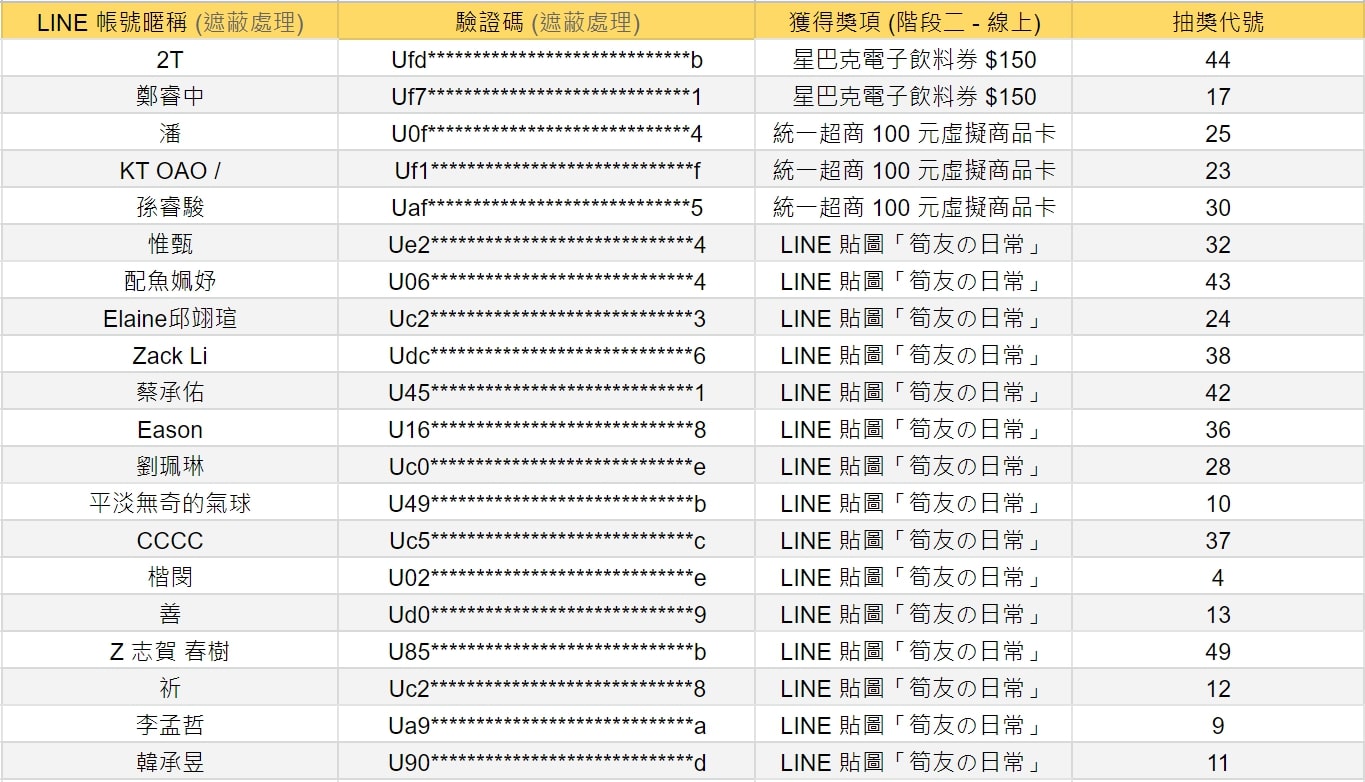 LINE 帳號暱稱 (遮蔽處理) 驗證碼 (遮蔽處理) 獲得獎項 (階段二 - 線上) 抽獎代號
2T Ufd*****************************b 星巴克電子飲料券 $150 44
鄭睿中 Uf7*****************************1 星巴克電子飲料券 $150 17
潘 U0f*****************************4 統一超商 100 元虛擬商品卡 25
KT OAO / Uf1*****************************f 統一超商 100 元虛擬商品卡 23
孫睿駿 Uaf*****************************5 統一超商 100 元虛擬商品卡 30
惟甄 Ue2*****************************4 LINE 貼圖「筍友の日常」 32
配魚姵妤 U06*****************************4 LINE 貼圖「筍友の日常」 43
Elaine邱翊瑄 Uc2*****************************3 LINE 貼圖「筍友の日常」 24
Zack Li Udc*****************************6 LINE 貼圖「筍友の日常」 38
蔡承佑 U45*****************************1 LINE 貼圖「筍友の日常」 42
Eason U16*****************************8 LINE 貼圖「筍友の日常」 36
劉珮琳 Uc0*****************************e LINE 貼圖「筍友の日常」 28
平淡無奇的氣球 U49*****************************b LINE 貼圖「筍友の日常」 10
CCCC Uc5*****************************c LINE 貼圖「筍友の日常」 37
楷閔 U02*****************************e LINE 貼圖「筍友の日常」 4
善 Ud0*****************************9 LINE 貼圖「筍友の日常」 13
Z 志賀 春樹 U85*****************************b LINE 貼圖「筍友の日常」 49
祈 Uc2*****************************8 LINE 貼圖「筍友の日常」 12
李孟哲 Ua9*****************************a LINE 貼圖「筍友の日常」 9
韓承昱 U90*****************************d LINE 貼圖「筍友の日常」 11